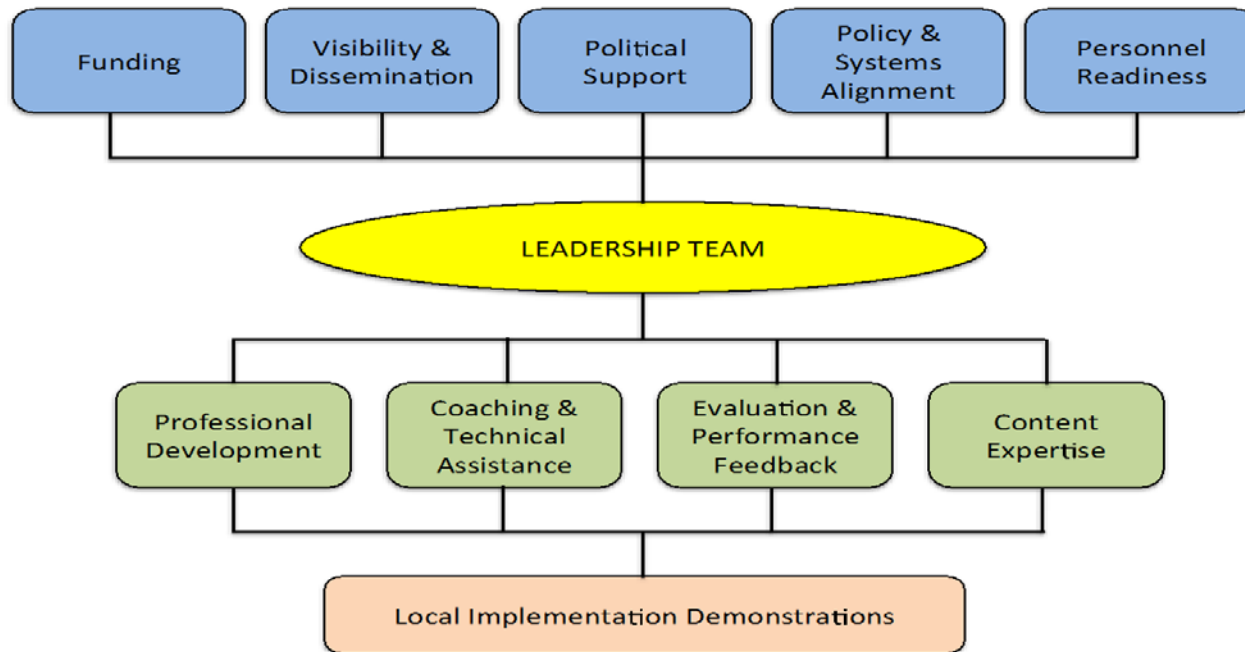 Funding
Visibility &
Dissemination
Political
Support
Policy &
Systems
Alignment
Personnel
Readiness
LEADERSHIP TEAM
Professional
Development
Coaching &
Technical
Assistance
Evaluation &
Performance
Feedback
Content
Expertise
Local Implementation Demonstrations